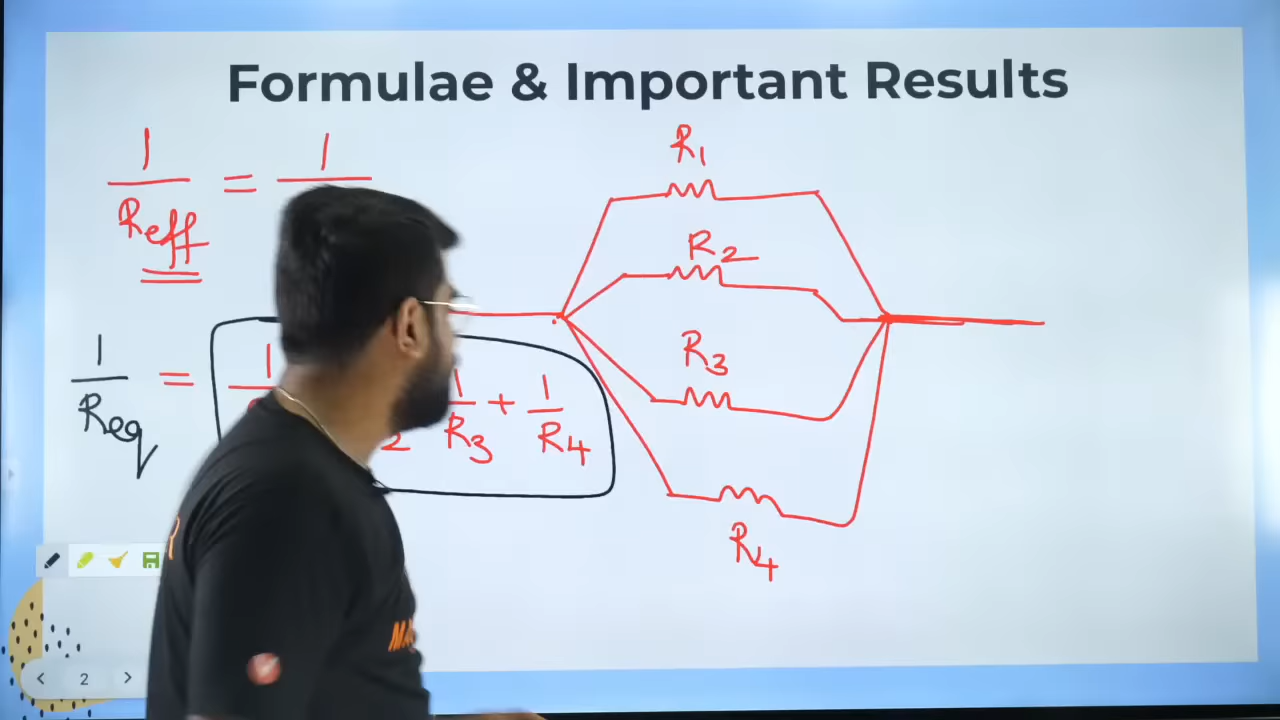 Formulae & Important Results
1/Reff = 1/
1/Req = 1/ 2 1/R3 + 1/R4
R1
R2
R3
R4
2